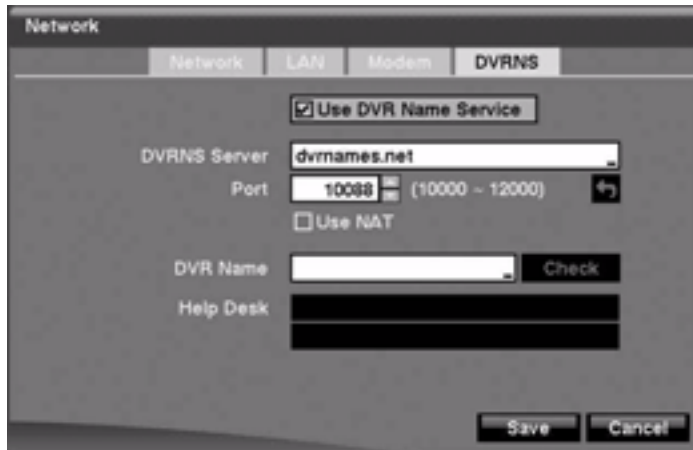 Network
Network LAN Modem DVRNS
Use DVR Name Service
DVRNS Server dvrnames.net
Port 10088 (10000 ~ 12000)
Use NAT
DVR Name Check
Help Desk
Save Cancel